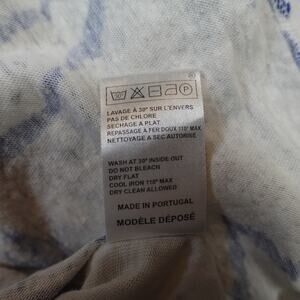 ®
30°
P
LAVAGE À 30° SUR L'ENVERS
PAS DE CHLORE
SECHAGE A PLAT
REPASSAGE À FER DOUX 110° MAX
NETTOYAGE A SEC AUTORISE
WASH AT 30° INSIDE OUT
DO NOT BLEACH
DRY FLAT
COOL IRON 110° MAX
DRY CLEAN ALLOWED
MADE IN PORTUGAL
MODÈLE DÉPOSÉ